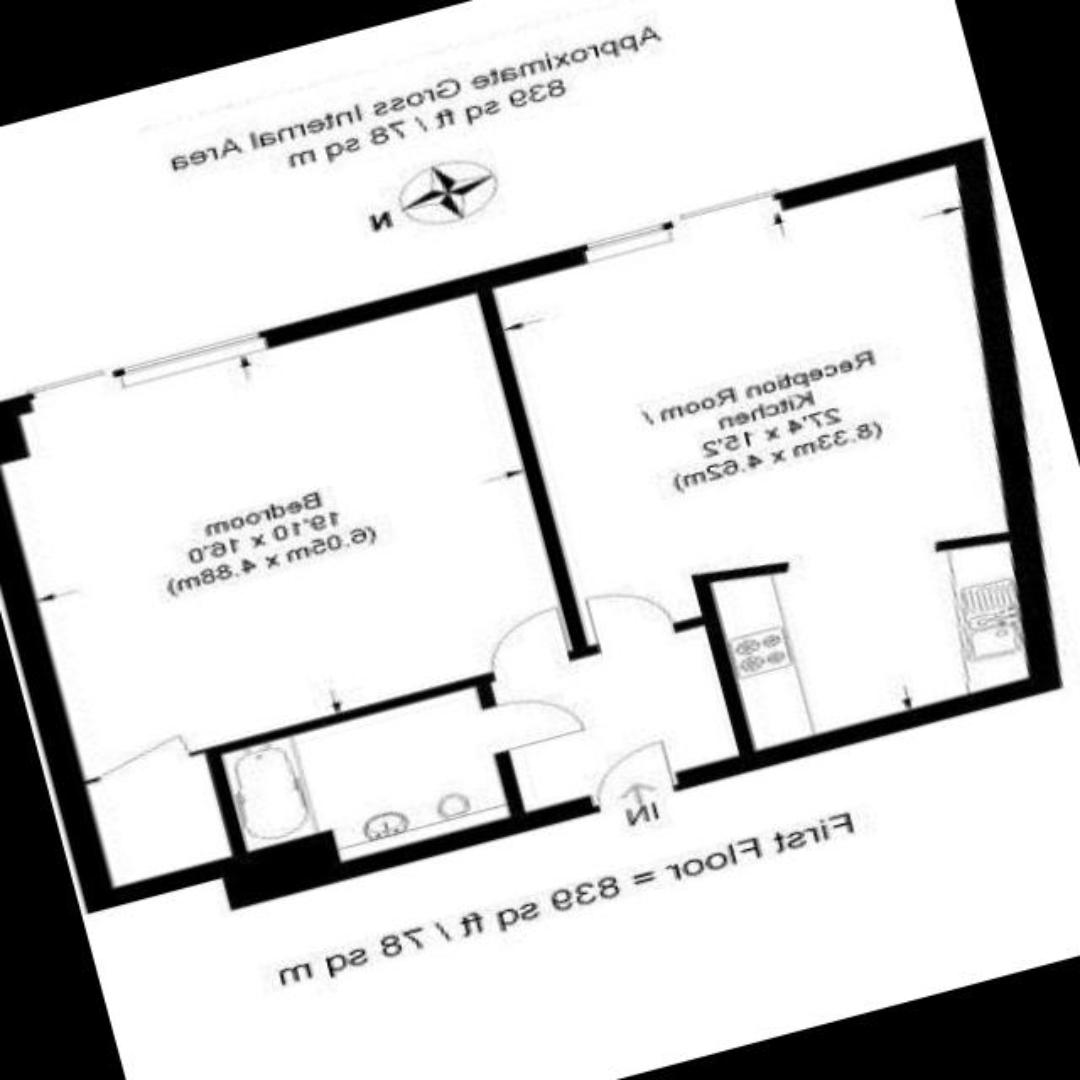 Approximate Gross Internal Area
839 sq ft / 78 sq m
N
Reception Room /
Kitchen
27'4 x 15'2
(8.33m x 4.62m)
Bedroom
19'10 x 16'0
(6.05m x 4.88m)
IN
First Floor = 839 sq ft / 78 sq m